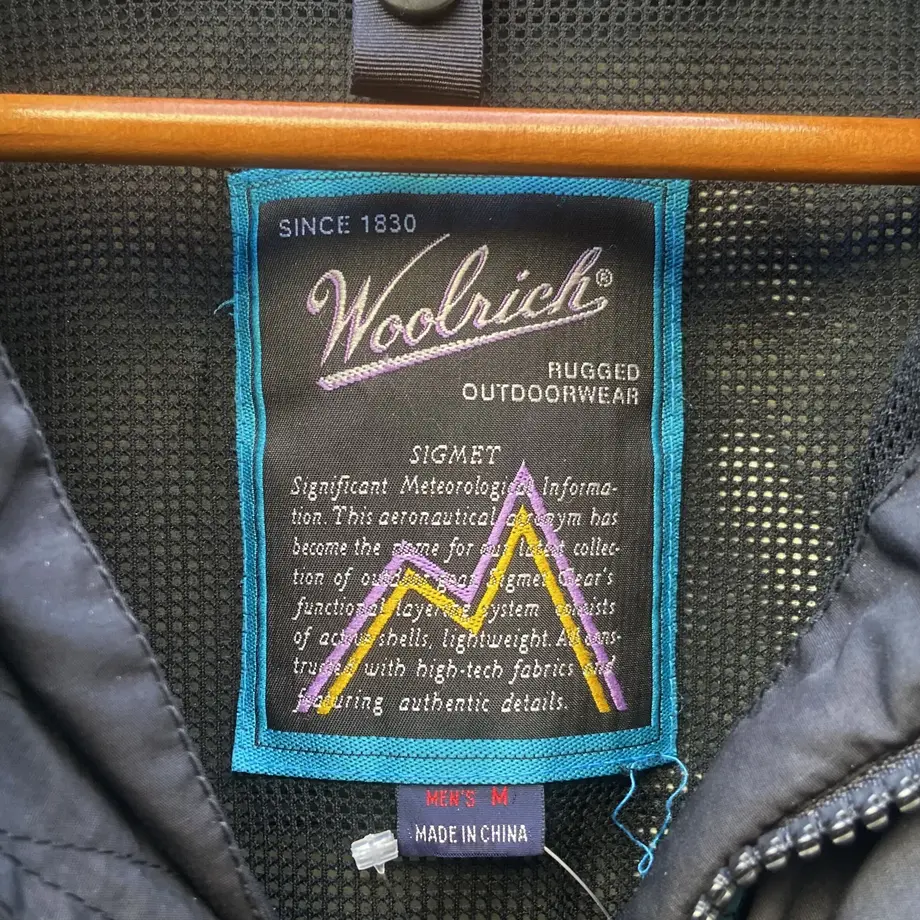 SINCE 1830
Woolrich®
RUGGED
OUTDOORWEAR
SIGMET
Significant Meteorological Informa-
tion. This aeronautical acronym has
become the name for our latest collec-
tion of outdoor gear. Sigmet Gear's
functional layering system consists
of active shells, lightweight. All cons-
tructed with high-tech fabrics and
featuring authentic details.
MEN'S M
MADE IN CHINA